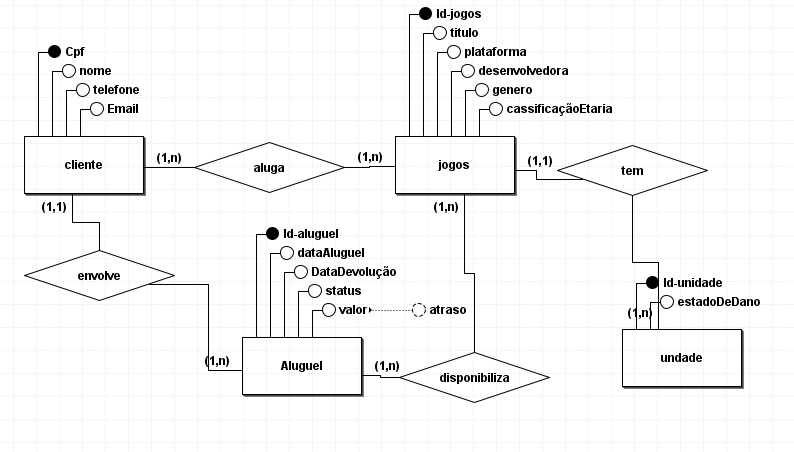 Id-jogos
titulo
plataforma
desenvolvedora
genero
cassificaçãoEtaria
Cpf
nome
telefone
Email
cliente
(1,n)
aluga
(1,n)
jogos
(1,1)
tem
(1,1)
(1,n)
envolve
Id-aluguel
dataAluguel
DataDevolução
status
valor
atraso
Id-unidade
estadoDeDano
(1,n)
undade
(1,n)
Aluguel
(1,n)
disponibiliza